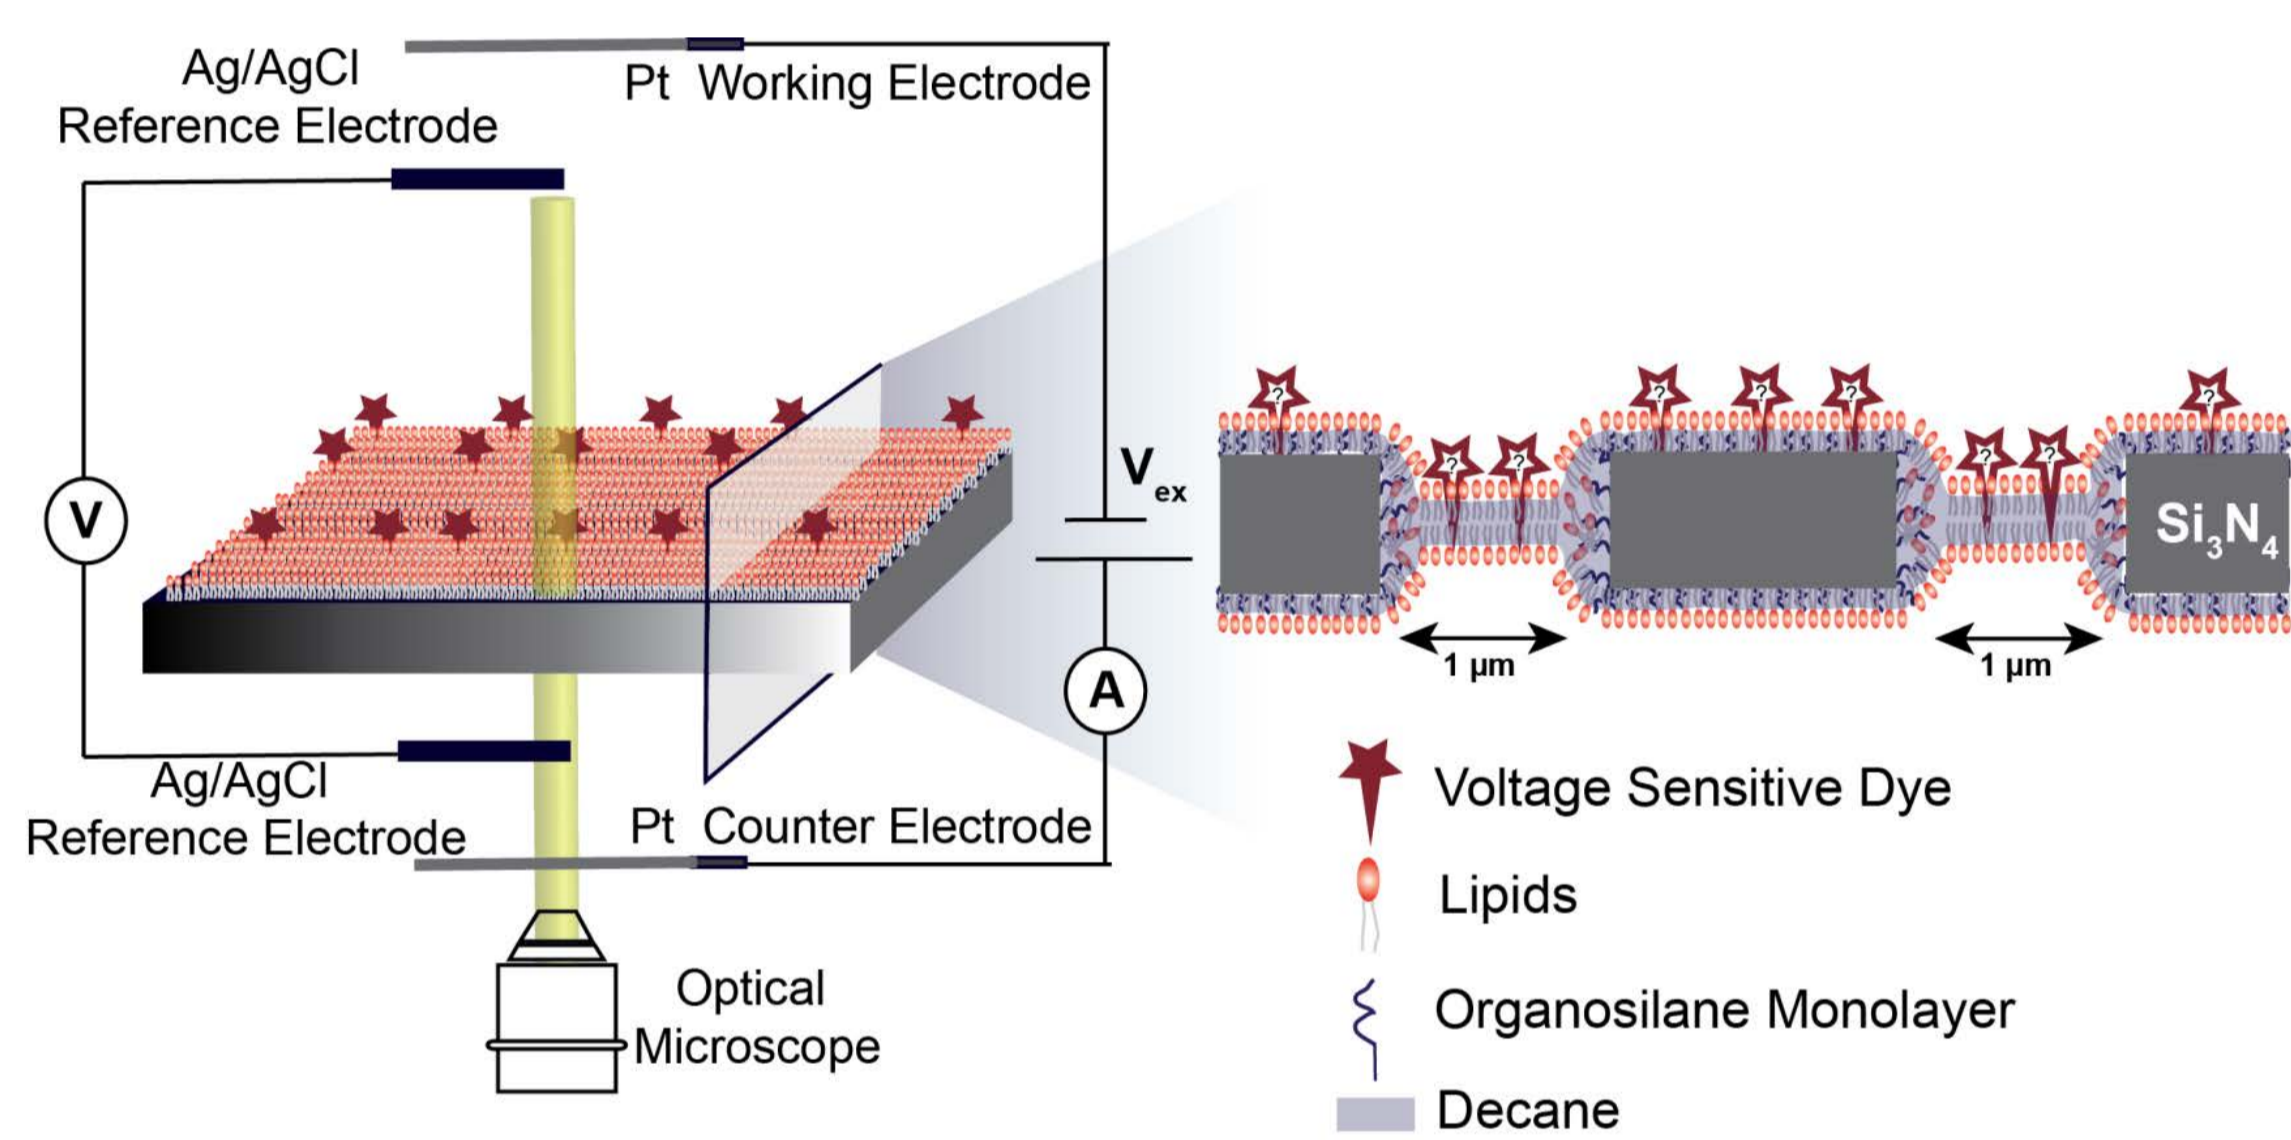 Ag/AgCl
Reference Electrode
Pt Working Electrode
V
V
ex
A
Ag/AgCl
Reference Electrode
Pt Counter Electrode
Optical
Microscope
? ? ? ? ?
? ? ? ?
Si3N4
1 µm 1 µm
Voltage Sensitive Dye
Lipids
Organosilane Monolayer
Decane